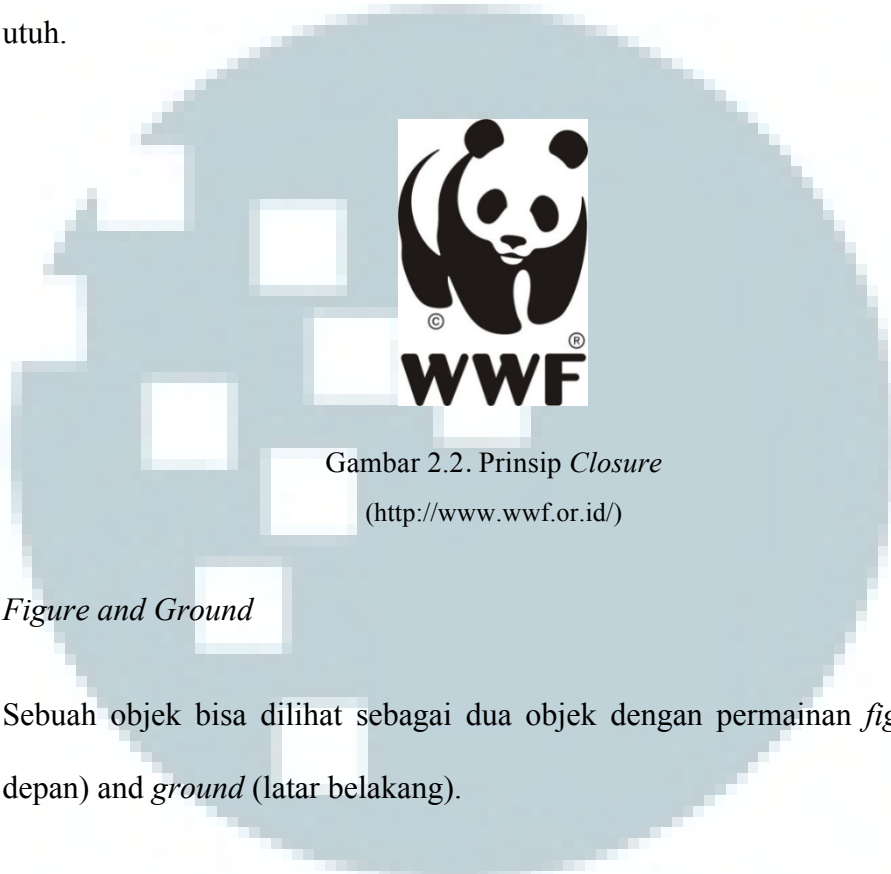 utuh.
©
®
WWF
Gambar 2.2. Prinsip Closure
(http://www.wwf.or.id/)
Figure and Ground
Sebuah objek bisa dilihat sebagai dua objek dengan permainan
depan) and ground (latar belakang).